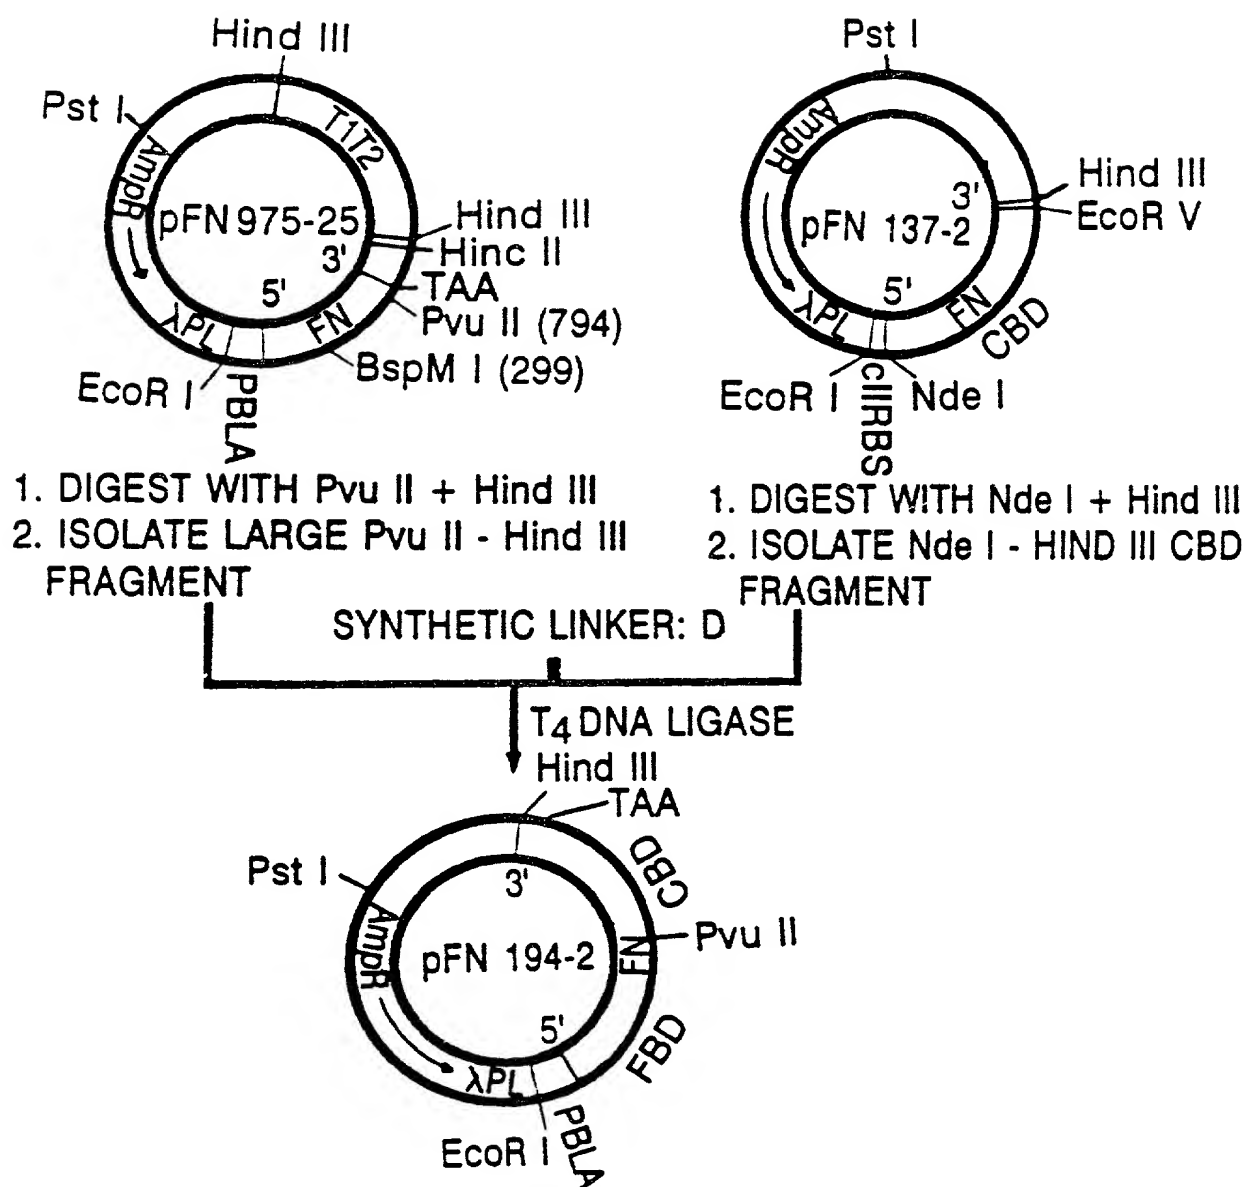 Hind III
Pst I
AmpR
T1T2
pFN 975-25
Hind III
Hinc II
3'
TAA
5'
Pvu II (794)
FN
λPL
BspM I (299)
EcoR I
PBLA
1. DIGEST WITH Pvu II + Hind III
2. ISOLATE LARGE Pvu II - Hind III
FRAGMENT
Pst I
AmpR
3'
Hind III
EcoR V
pFN 137-2
5'
FN
CBD
λPL
EcoR I
cIIRBS
Nde I
1. DIGEST WITH Nde I + Hind III
2. ISOLATE Nde I - HIND III CBD
FRAGMENT
SYNTHETIC LINKER: D
T4 DNA LIGASE
Hind III
TAA
CBD
Pst I
3'
AmpR
Pvu II
FN
pFN 194-2
5'
FBD
λPL
EcoR I
PBLA